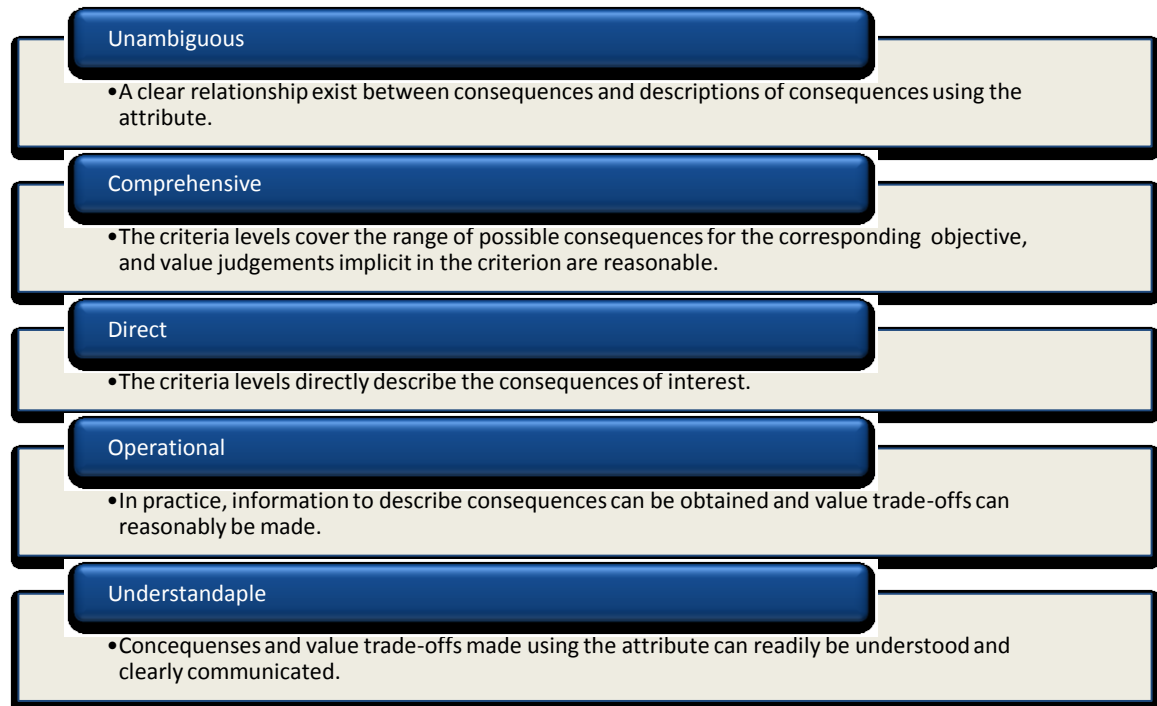 Unambiguous
•A clear relationship exist between consequences and descriptions of consequences using the
attribute.
Comprehensive
•The criteria levels cover the range of possible consequences for the corresponding objective,
and value judgements implicit in the criterion are reasonable.
Direct
•The criteria levels directly describe the consequences of interest.
Operational
•In practice, information to describe consequences can be obtained and value trade-offs can
reasonably be made.
Understandaple
•Concequenses and value trade-offs made using the attribute can readily be understood and
clearly communicated.